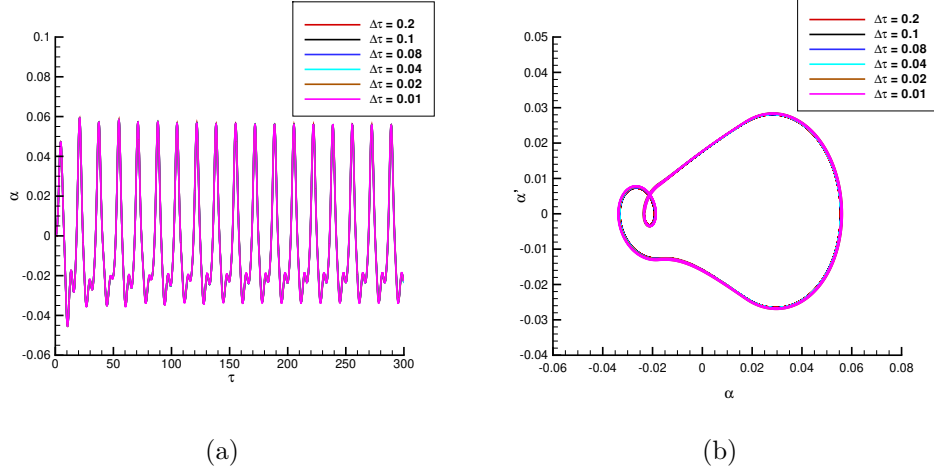 Δτ = 0.2
Δτ = 0.1
Δτ = 0.08
Δτ = 0.04
Δτ = 0.02
Δτ = 0.01
0.1
0.08
0.06
0.04
0.02
0
-0.02
-0.04
-0.06
α
0 50 100 150 200 250 300
τ
(a)
Δτ = 0.2
Δτ = 0.1
Δτ = 0.08
Δτ = 0.04
Δτ = 0.02
Δτ = 0.01
0.05
0.04
0.03
0.02
0.01
0
-0.01
-0.02
-0.03
-0.04
α'
-0.06 -0.04 -0.02 0 0.02 0.04 0.06 0.08
α
(b)